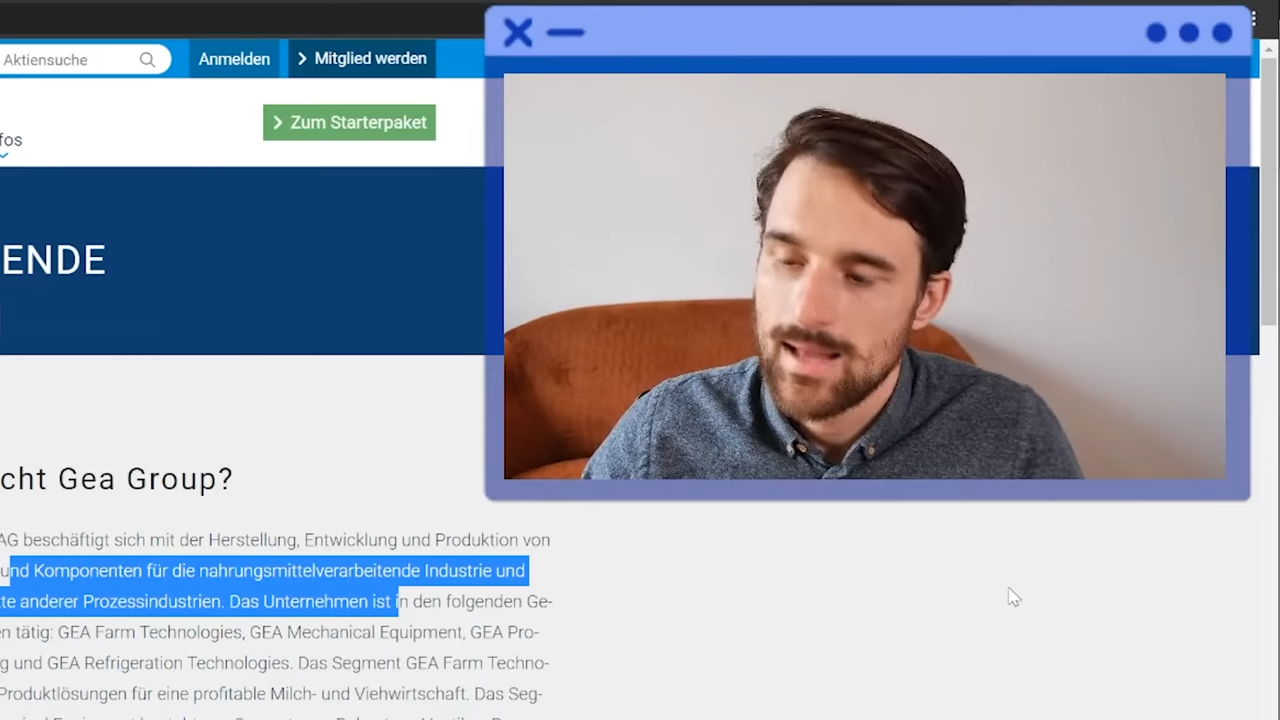 Aktiensuche
Anmelden
Mitglied werden
fos
Zum Starterpaket
ENDE
cht Gea Group?
AG beschäftigt sich mit der Herstellung, Entwicklung und Produktion von
und Komponenten für die nahrungsmittelverarbeitende Industrie und
te anderer Prozessindustrien. Das Unternehmen ist in den folgenden Ge-
en tätig: GEA Farm Technologies, GEA Mechanical Equipment, GEA Pro-
g und GEA Refrigeration Technologies. Das Segment GEA Farm Techno-
Produktlösungen für eine profitable Milch- und Viehwirtschaft. Das Seg-